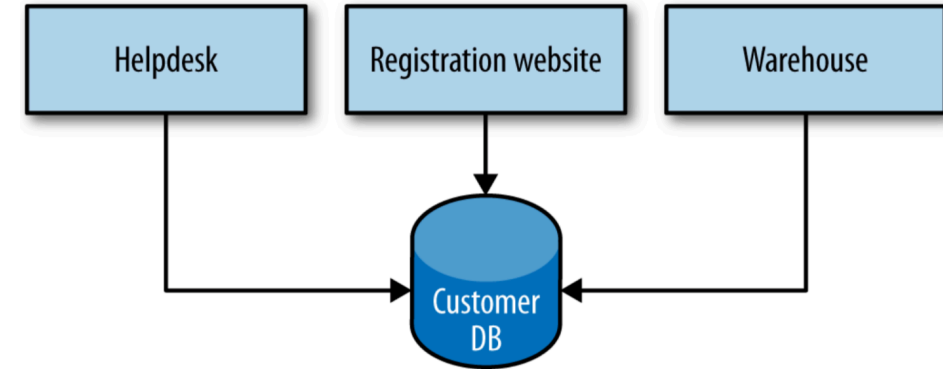 Helpdesk
Registration website
Warehouse
Customer
DB